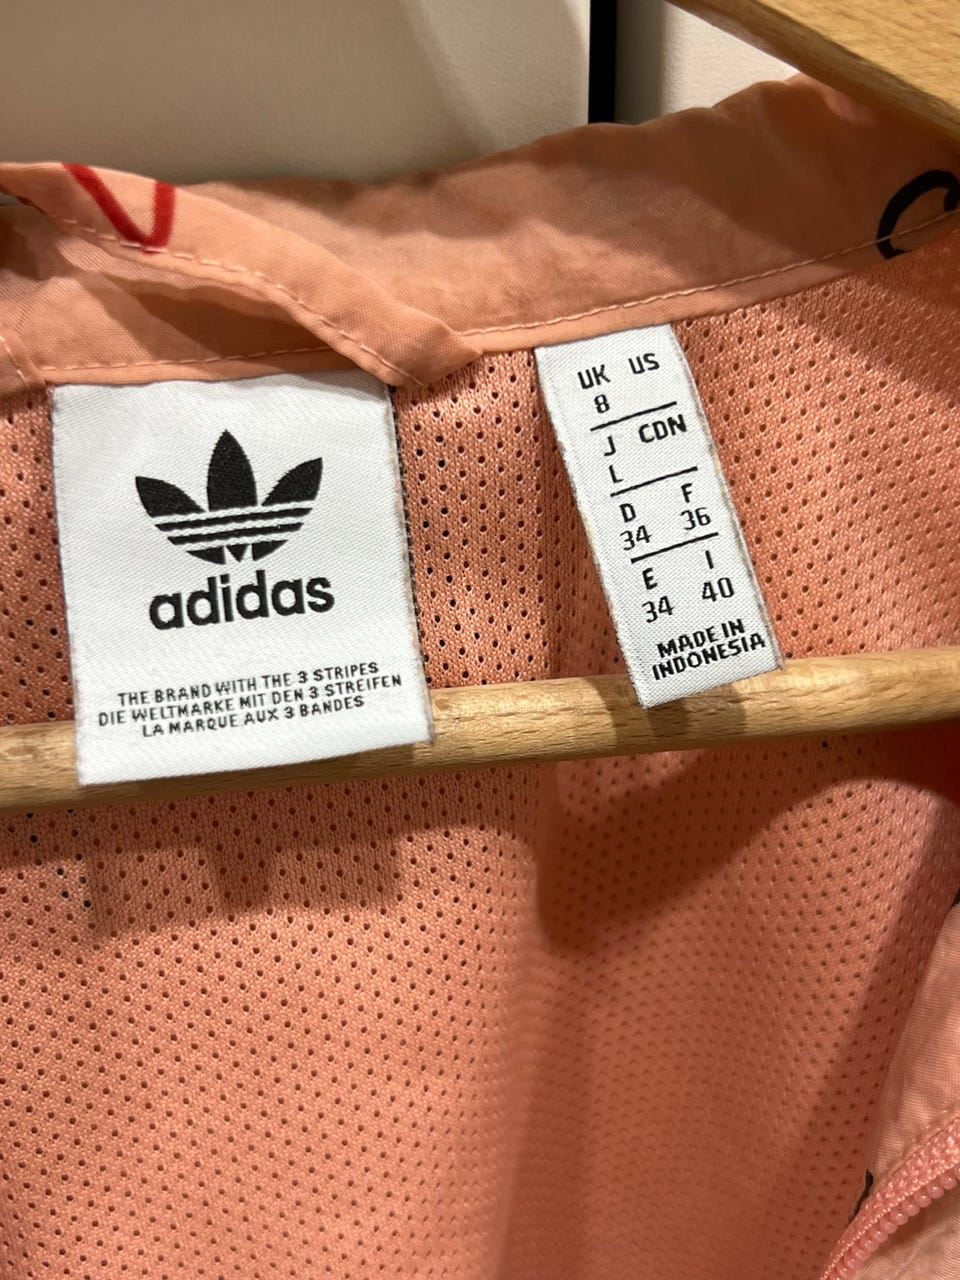 adidas
THE BRAND WITH THE 3 STRIPES
DIE WELTMARKE MIT DEN 3 STREIFEN
LA MARQUE AUX 3 BANDES
UK US
8
J CDN
L
D F
34 36
E I
34 40
MADE IN
INDONESIA